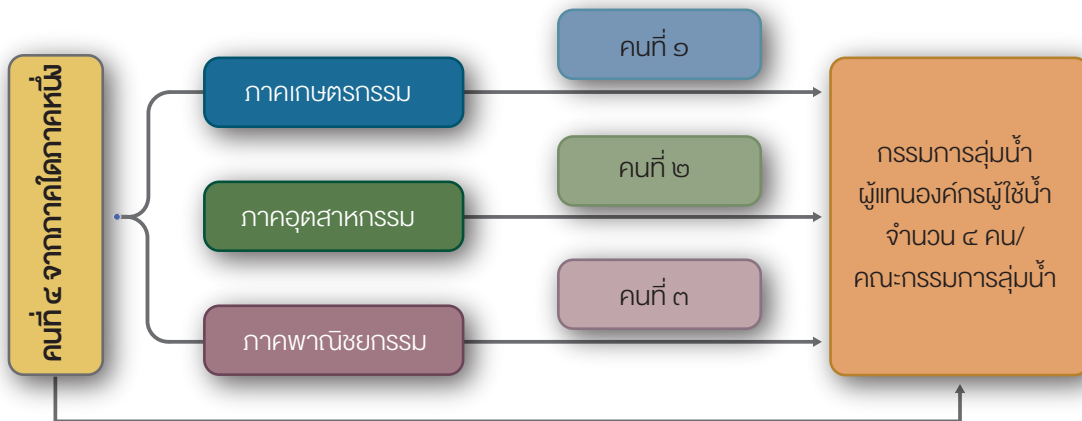 คนที่ ๔ จากภาคใดภาคหนึ่ง
ภาคเกษตรกรรม
คนที่ ๑
ภาคอุตสาหกรรม
คนที่ ๒
ภาคพาณิชยกรรม
คนที่ ๓
กรรมการลุ่มน้ำ
ผู้แทนองค์กรผู้ใช้น้ำ
จำนวน ๔ คน/
คณะกรรมการลุ่มน้ำ